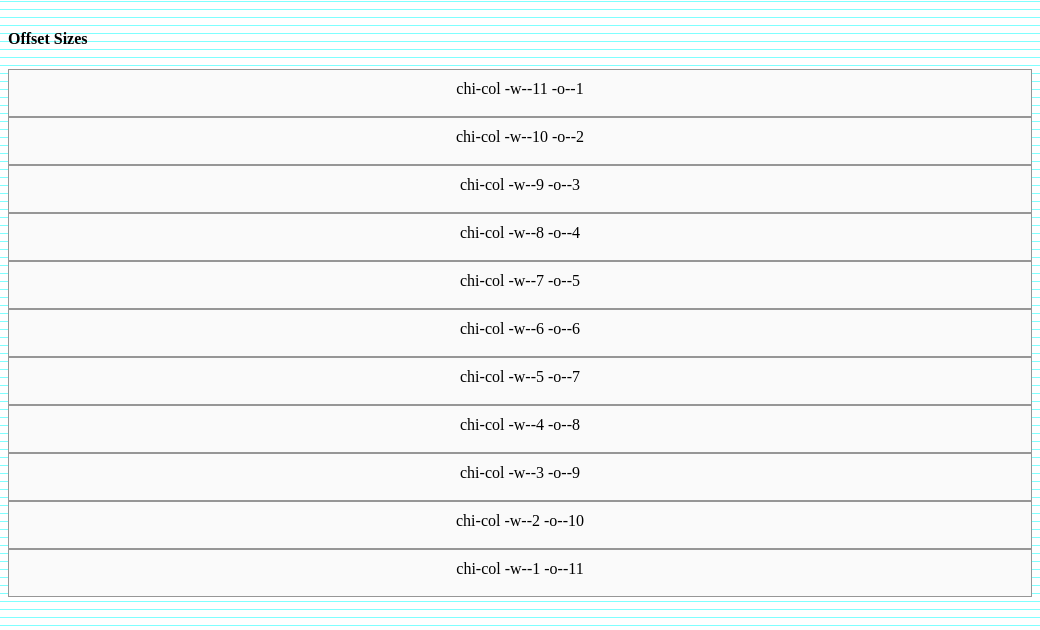 Offset Sizes
chi-col -w--11 -o--1
chi-col -w--10 -o--2
chi-col -w--9 -o--3
chi-col -w--8 -o--4
chi-col -w--7 -o--5
chi-col -w--6 -o--6
chi-col -w--5 -o--7
chi-col -w--4 -o--8
chi-col -w--3 -o--9
chi-col -w--2 -o--10
chi-col -w--1 -o--11